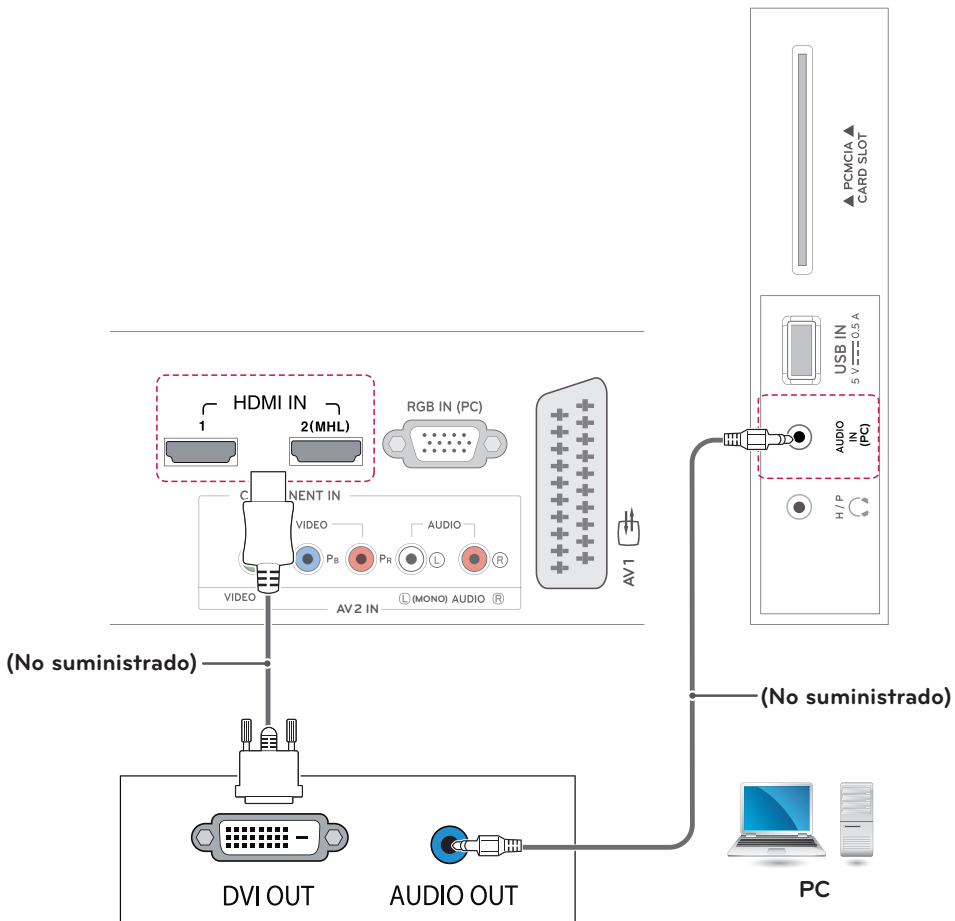 ▲ PCMCIA ▲
CARD SLOT
USB IN
5 V 0.5 A
AUDIO
IN
(PC)
H / P
HDMI IN
1
2(MHL)
RGB IN (PC)
C NENT IN
VIDEO
AUDIO
PB
PR
L
R
VIDEO
L (MONO) AUDIO R
AV 2 IN
AV1
(No suministrado)
(No suministrado)
DVI OUT
AUDIO OUT
PC